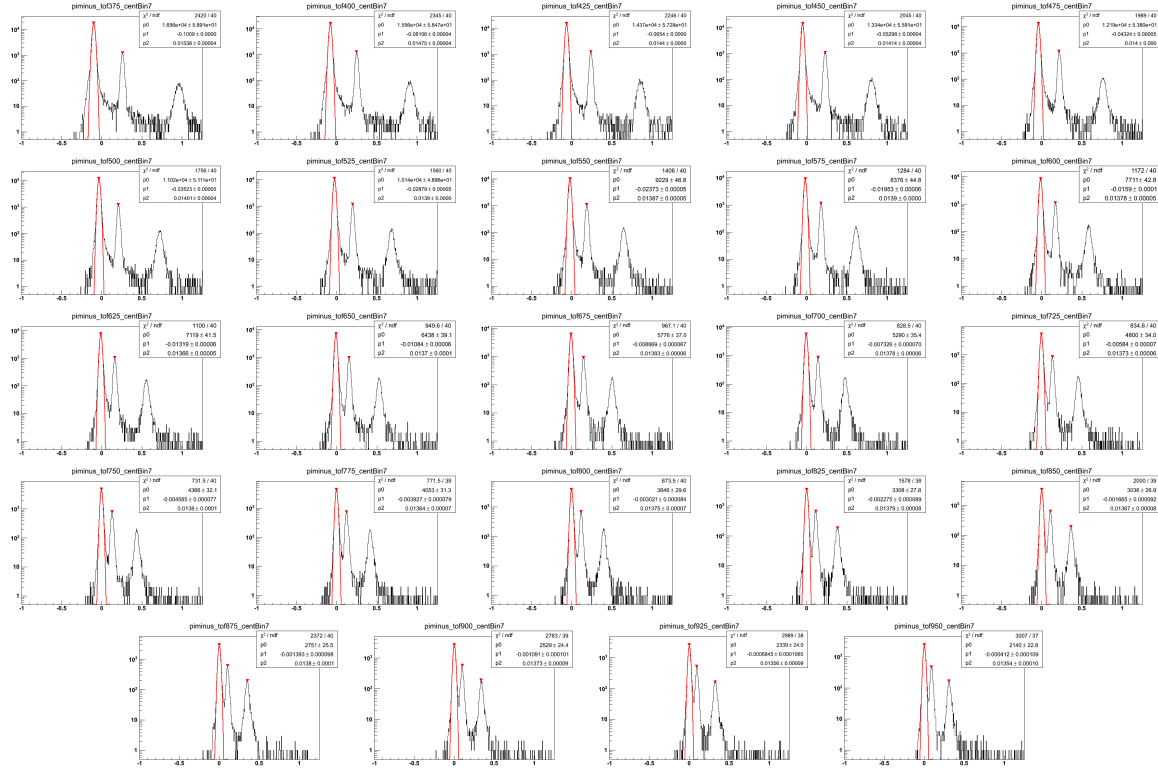 piminus_tof375_centBin7
χ² / ndf 2420 / 40
p0 1.656e+04 ± 5.891e+01
p1 -0.1009 ± 0.0000
p2 0.01538 ± 0.00004
piminus_tof400_centBin7
χ² / ndf 2345 / 40
p0 1.556e+04 ± 5.847e+01
p1 -0.08106 ± 0.00004
p2 0.01475 ± 0.00004
piminus_tof425_centBin7
χ² / ndf 2246 / 40
p0 1.437e+04 ± 5.728e+01
p1 -0.0654 ± 0.0000
p2 0.0144 ± 0.0000
piminus_tof450_centBin7
χ² / ndf 2045 / 40
p0 1.334e+04 ± 5.591e+01
p1 -0.05298 ± 0.00004
p2 0.01414 ± 0.00004
piminus_tof475_centBin7
χ² / ndf 1989 / 40
p0 1.219e+04 ± 5.380e+01
p1 -0.04324 ± 0.00005
p2 0.014 ± 0.000
piminus_tof500_centBin7
χ² / ndf 1756 / 40
p0 1.102e+04 ± 5.111e+01
p1 -0.03523 ± 0.00005
p2 0.01401 ± 0.00004
piminus_tof525_centBin7
χ² / ndf 1560 / 40
p0 1.014e+04 ± 4.896e+01
p1 -0.02879 ± 0.00005
p2 0.0139 ± 0.0000
piminus_tof550_centBin7
χ² / ndf 1406 / 40
p0 9229 ± 46.8
p1 -0.02373 ± 0.00005
p2 0.01387 ± 0.00005
piminus_tof575_centBin7
χ² / ndf 1284 / 40
p0 8376 ± 44.8
p1 -0.01953 ± 0.00006
p2 0.0139 ± 0.0000
piminus_tof600_centBin7
χ² / ndf 1172 / 40
p0 7711 ± 42.8
p1 -0.0159 ± 0.0001
p2 0.01378 ± 0.00005
piminus_tof625_centBin7
χ² / ndf 1100 / 40
p0 7119 ± 41.5
p1 -0.01319 ± 0.00006
p2 0.01366 ± 0.00005
piminus_tof650_centBin7
χ² / ndf 949.6 / 40
p0 6438 ± 39.1
p1 -0.01084 ± 0.00006
p2 0.0137 ± 0.0001
piminus_tof675_centBin7
χ² / ndf 967.1 / 40
p0 5776 ± 37.0
p1 -0.008869 ± 0.000067
p2 0.01383 ± 0.00006
piminus_tof700_centBin7
χ² / ndf 828.5 / 40
p0 5290 ± 35.4
p1 -0.007326 ± 0.000070
p2 0.01378 ± 0.00006
piminus_tof725_centBin7
χ² / ndf 834.6 / 40
p0 4800 ± 34.0
p1 -0.00584 ± 0.00007
p2 0.01373 ± 0.00006
piminus_tof750_centBin7
χ² / ndf 731.5 / 40
p0 4366 ± 32.1
p1 -0.004585 ± 0.000077
p2 0.0138 ± 0.0001
piminus_tof775_centBin7
χ² / ndf 771.5 / 39
p0 4053 ± 31.3
p1 -0.003927 ± 0.000079
p2 0.01364 ± 0.00007
piminus_tof800_centBin7
χ² / ndf 873.5 / 40
p0 3646 ± 29.6
p1 -0.003021 ± 0.000084
p2 0.01375 ± 0.00007
piminus_tof825_centBin7
χ² / ndf 1578 / 38
p0 3308 ± 27.8
p1 -0.002275 ± 0.000089
p2 0.01379 ± 0.00008
piminus_tof850_centBin7
χ² / ndf 2000 / 39
p0 3036 ± 26.9
p1 -0.001665 ± 0.000092
p2 0.01367 ± 0.00008
piminus_tof875_centBin7
χ² / ndf 2372 / 40
p0 2751 ± 25.5
p1 -0.001393 ± 0.000098
p2 0.0138 ± 0.0001
piminus_tof900_centBin7
χ² / ndf 2783 / 39
p0 2529 ± 24.4
p1 -0.001091 ± 0.000101
p2 0.01373 ± 0.00009
piminus_tof925_centBin7
χ² / ndf 2989 / 38
p0 2339 ± 24.0
p1 -0.0006845 ± 0.0001065
p2 0.01356 ± 0.00009
piminus_tof950_centBin7
χ² / ndf 3007 / 37
p0 2140 ± 22.8
p1 -0.000412 ± 0.000109
p2 0.01354 ± 0.00010